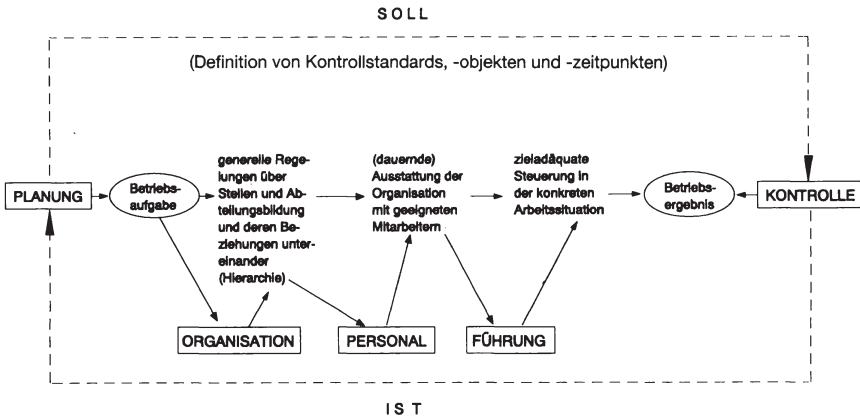 SOLL
(Definition von Kontrollstandards, -objekten und -zeitpunkten)
PLANUNG
Betriebs-
aufgabe
generelle Rege-
lungen über
Stellen und Ab-
teilungsbildung
und deren Be-
ziehungen unter-
einander
(Hierarchie)
(dauernde)
Ausstattung der
Organisation
mit geeigneten
Mitarbeitern
zieladäquate
Steuerung in
der konkreten
Arbeitssituation
Betriebs-
ergebnis
KONTROLLE
ORGANISATION
PERSONAL
FÜHRUNG
IST